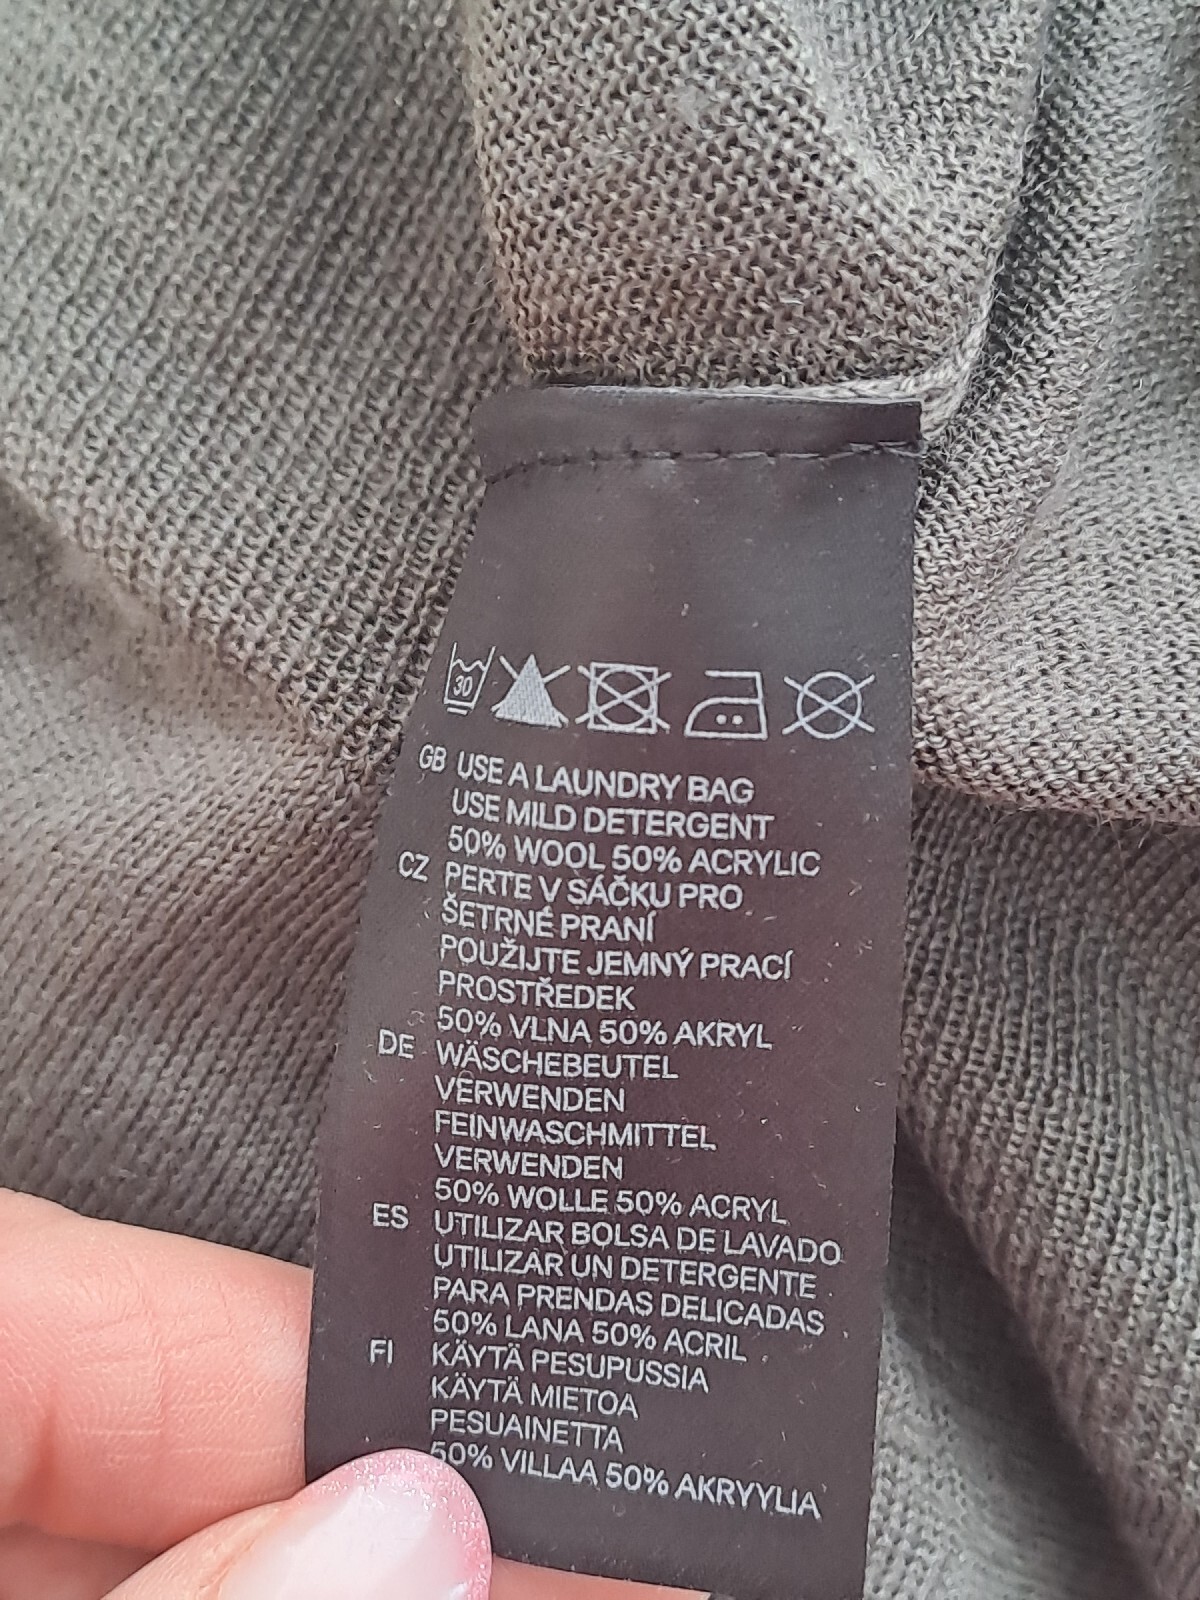 30
GB USE A LAUNDRY BAG
USE MILD DETERGENT
50% WOOL 50% ACRYLIC
CZ PERTE V SÁČKU PRO
ŠETRNÉ PRANÍ
POUŽIJTE JEMNÝ PRACÍ
PROSTŘEDEK
50% VLNA 50% AKRYL
DE WÄSCHEBEUTEL
VERWENDEN
FEINWASCHMITTEL
VERWENDEN
50% WOLLE 50% ACRYL
ES UTILIZAR BOLSA DE LAVADO
UTILIZAR UN DETERGENTE
PARA PRENDAS DELICADAS
50% LANA 50% ACRIL
FI KÄYTÄ PESUPUSSIA
KÄYTÄ MIETOA
PESUAINETTA
50% VILLAA 50% AKRYYLIA